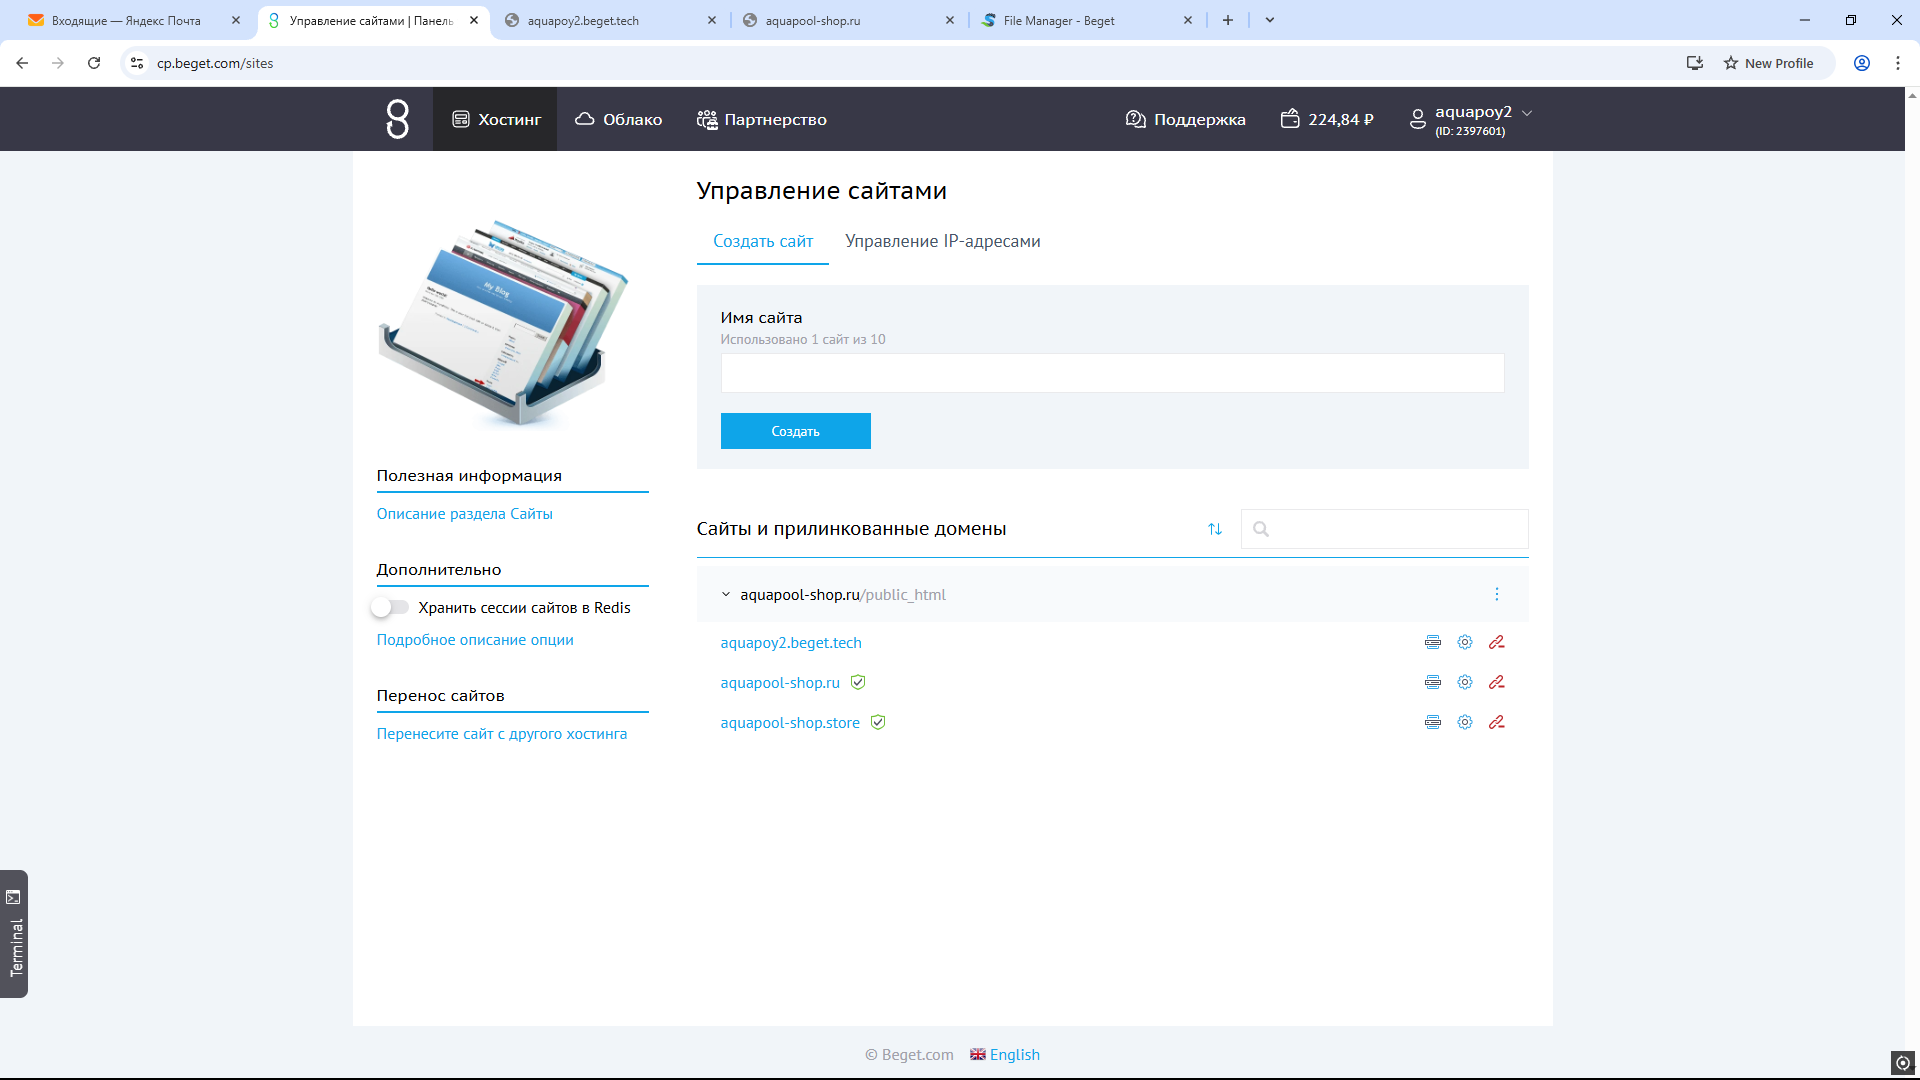 Входящие — Яндекс Почта
Управление сайтами | Панель
aquapoy2.beget.tech
aquapool-shop.ru
File Manager - Beget
cp.beget.com/sites
New Profile
Хостинг
Облако
Партнерство
Поддержка
224,84 ₽
aquapoy2
(ID: 2397601)
Управление сайтами
Создать сайт
Управление IP-адресами
Имя сайта
Использовано 1 сайт из 10
Создать
My Blog
Полезная информация
Описание раздела Сайты
Дополнительно
Хранить сессии сайтов в Redis
Подробное описание опции
Перенос сайтов
Перенесите сайт с другого хостинга
Сайты и прилинкованные домены
aquapool-shop.ru/public_html
aquapoy2.beget.tech
aquapool-shop.ru
aquapool-shop.store
Terminal
© Beget.com
English